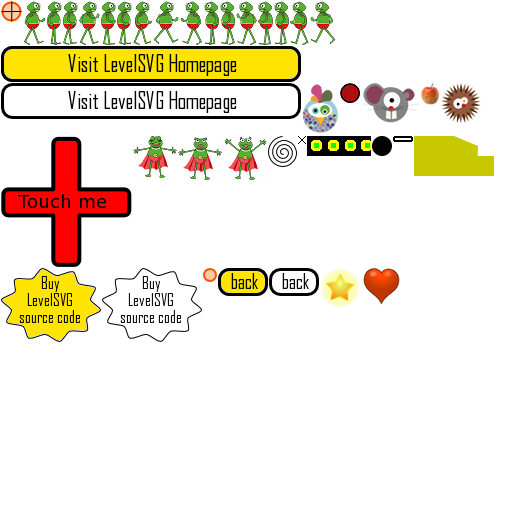 Visit LevelSVG Homepage
Visit LevelSVG Homepage
Touch me
Buy
LevelSVG
source code
Buy
LevelSVG
source code
back
back